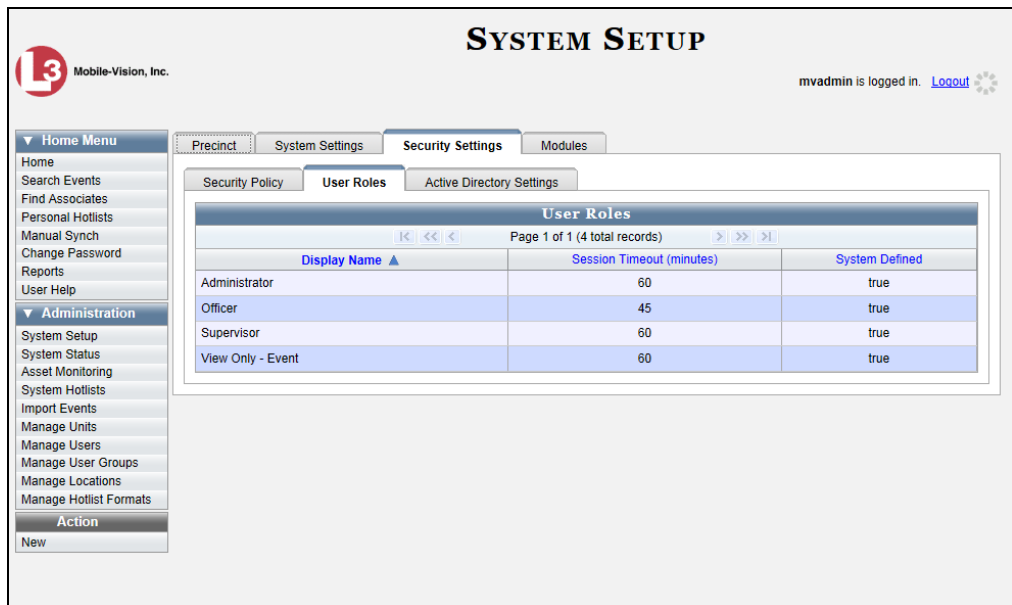 SYSTEM SETUP
L3 Mobile-Vision, Inc.
mvadmin is logged in. Logout
▼ Home Menu
Home
Search Events
Find Associates
Personal Hotlists
Manual Synch
Change Password
Reports
User Help
▼ Administration
System Setup
System Status
Asset Monitoring
System Hotlists
Import Events
Manage Units
Manage Users
Manage User Groups
Manage Locations
Manage Hotlist Formats
Action
New
Precinct System Settings Security Settings Modules
Security Policy User Roles Active Directory Settings
User Roles
|< << < Page 1 of 1 (4 total records) > >> >|
Display Name ▲ Session Timeout (minutes) System Defined
Administrator 60 true
Officer 45 true
Supervisor 60 true
View Only - Event 60 true